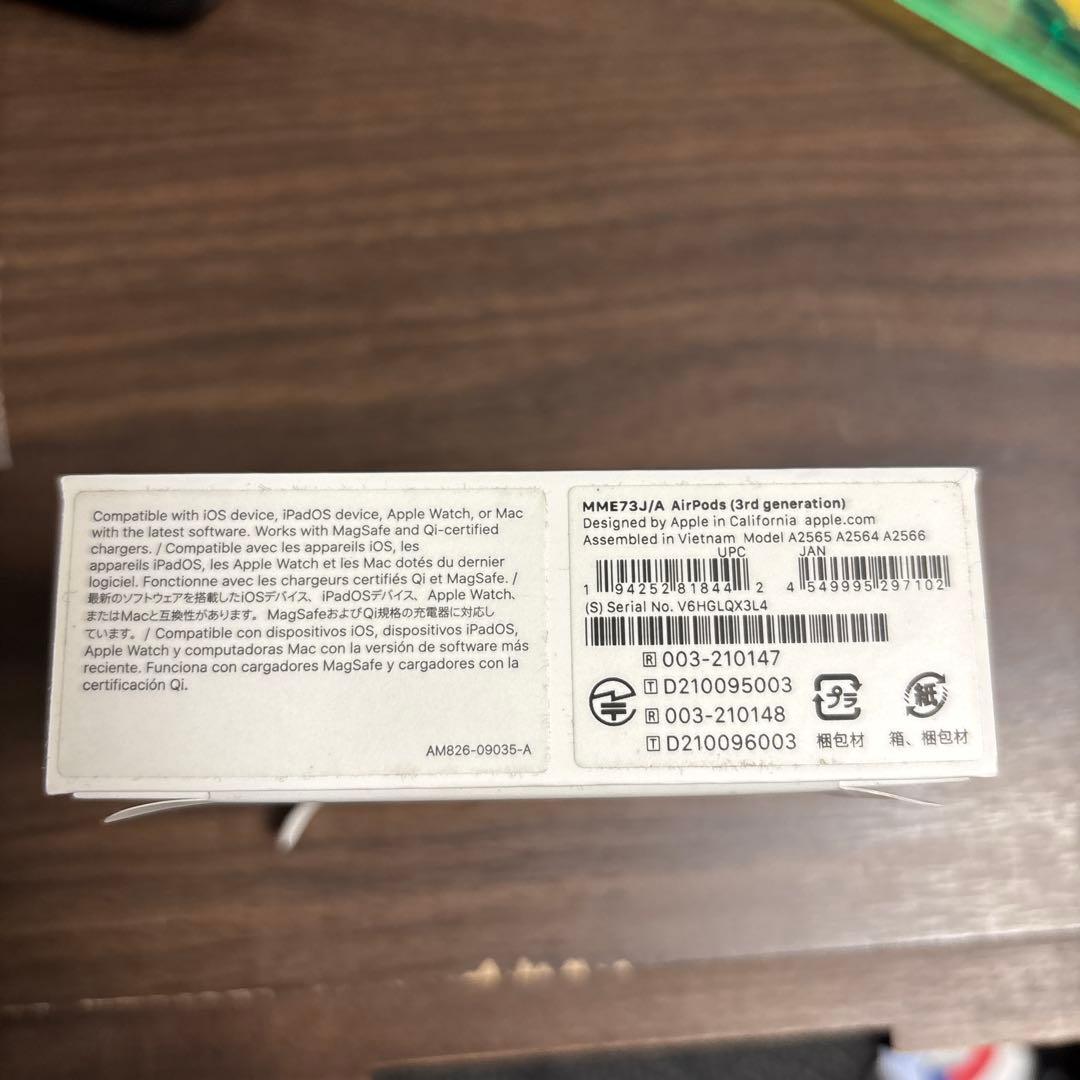 Compatible with iOS device, iPadOS device, Apple Watch, or Mac
with the latest software. Works with MagSafe and Qi-certified
chargers. / Compatible avec les appareils iOS, les
appareils iPadOS, les Apple Watch et les Mac dotés du dernier
logiciel. Fonctionne avec les chargeurs certifiés Qi et MagSafe. /
最新のソフトウェアを搭載したiOSデバイス、iPadOSデバイス、Apple Watch、
またはMacと互換性があります。MagSafeおよびQi規格の充電器に対応し
ています。/ Compatible con dispositivos iOS, dispositivos iPadOS,
Apple Watch y computadoras Mac con la versión de software más
reciente. Funciona con cargadores MagSafe y cargadores con la
certificación Qi.
AM826-09035-A
MME73J/A AirPods (3rd generation)
Designed by Apple in California apple.com
Assembled in Vietnam Model A2565 A2564 A2566
UPC JAN
1 94252 81844 2 4 549995 297102
(S) Serial No. V6HGLQX3L4
R 003-210147
T D210095003
R 003-210148
T D210096003
プラ
梱包材
紙
箱、梱包材